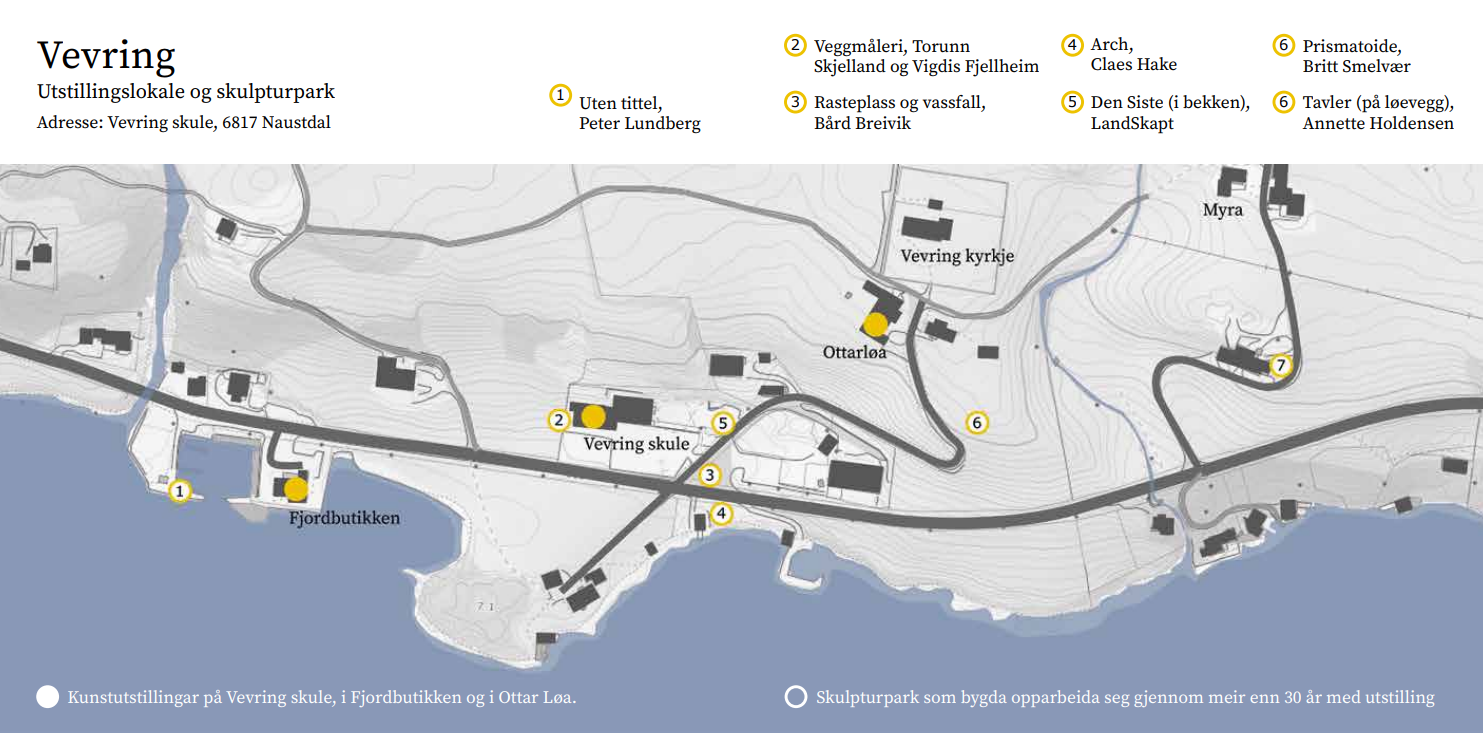 Vevring
Utstillingslokale og skulpturpark
Adresse: Vevring skule, 6817 Naustdal
1 Uten tittel,
Peter Lundberg
2 Veggmåleri, Torunn
Skjelland og Vigdis Fjellheim
3 Rasteplass og vassfall,
Bård Breivik
4 Arch,
Claes Hake
5 Den Siste (i bekken),
LandSkapt
6 Prismatoide,
Britt Smelvær
6 Tavler (på løevegg),
Annette Holdensen
Myra
Vevring kyrkje
Ottarløa
7
2
5
6
Vevring skule
3
1
4
Fjordbutikken
7 1
Kunstutstillingar på Vevring skule, i Fjordbutikken og i Ottar Løa.
Skulpturpark som bygda opparbeida seg gjennom meir enn 30 år med utstilling